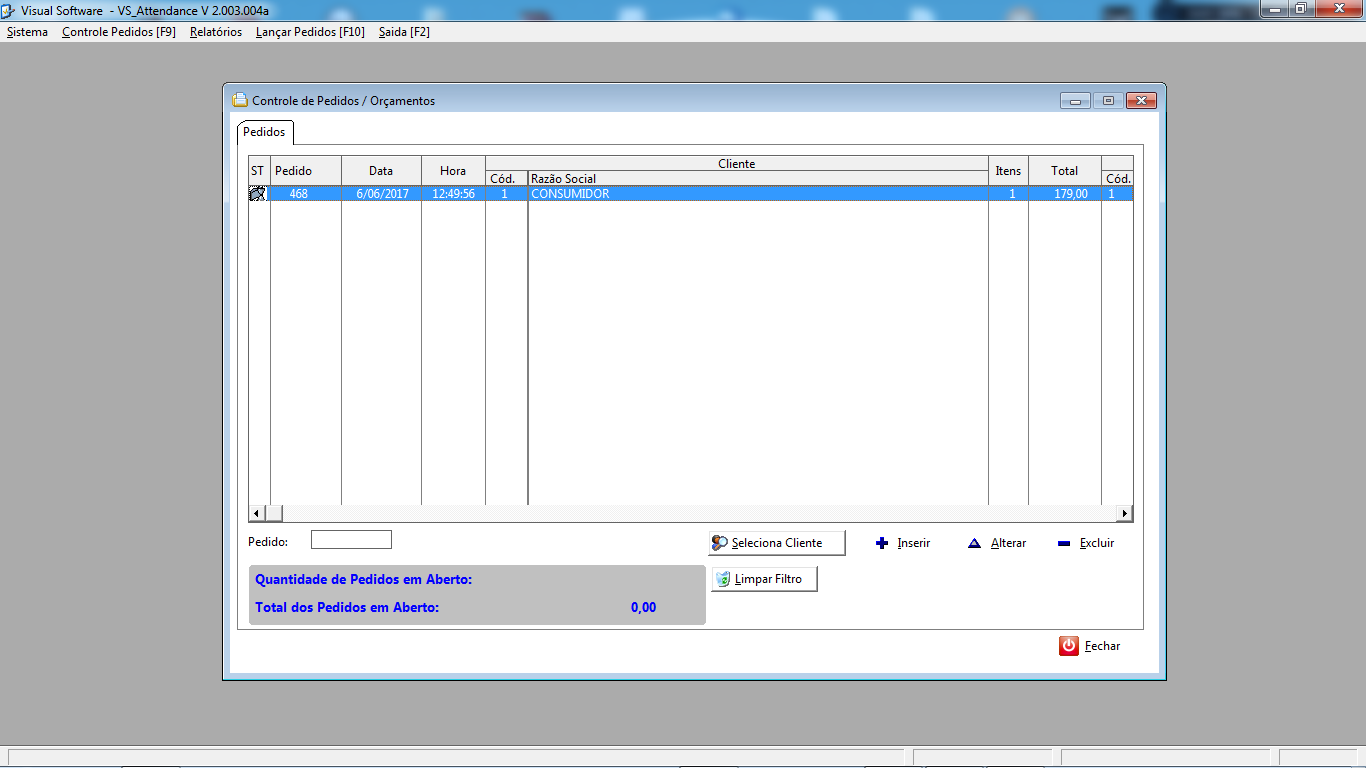 Visual Software - VS_Attendance V 2.003.004a
Sistema Controle Pedidos [F9] Relatórios Lançar Pedidos [F10] Saida [F2]
Controle de Pedidos / Orçamentos
Pedidos
Cliente
ST Pedido Data Hora Itens Total
Cód. Razão Social Cód.
468 6/06/2017 12:49:56 1 CONSUMIDOR 1 179,00 1
Pedido: Seleciona Cliente Inserir Alterar Excluir
Quantidade de Pedidos em Aberto: Limpar Filtro
Total dos Pedidos em Aberto: 0,00
Fechar